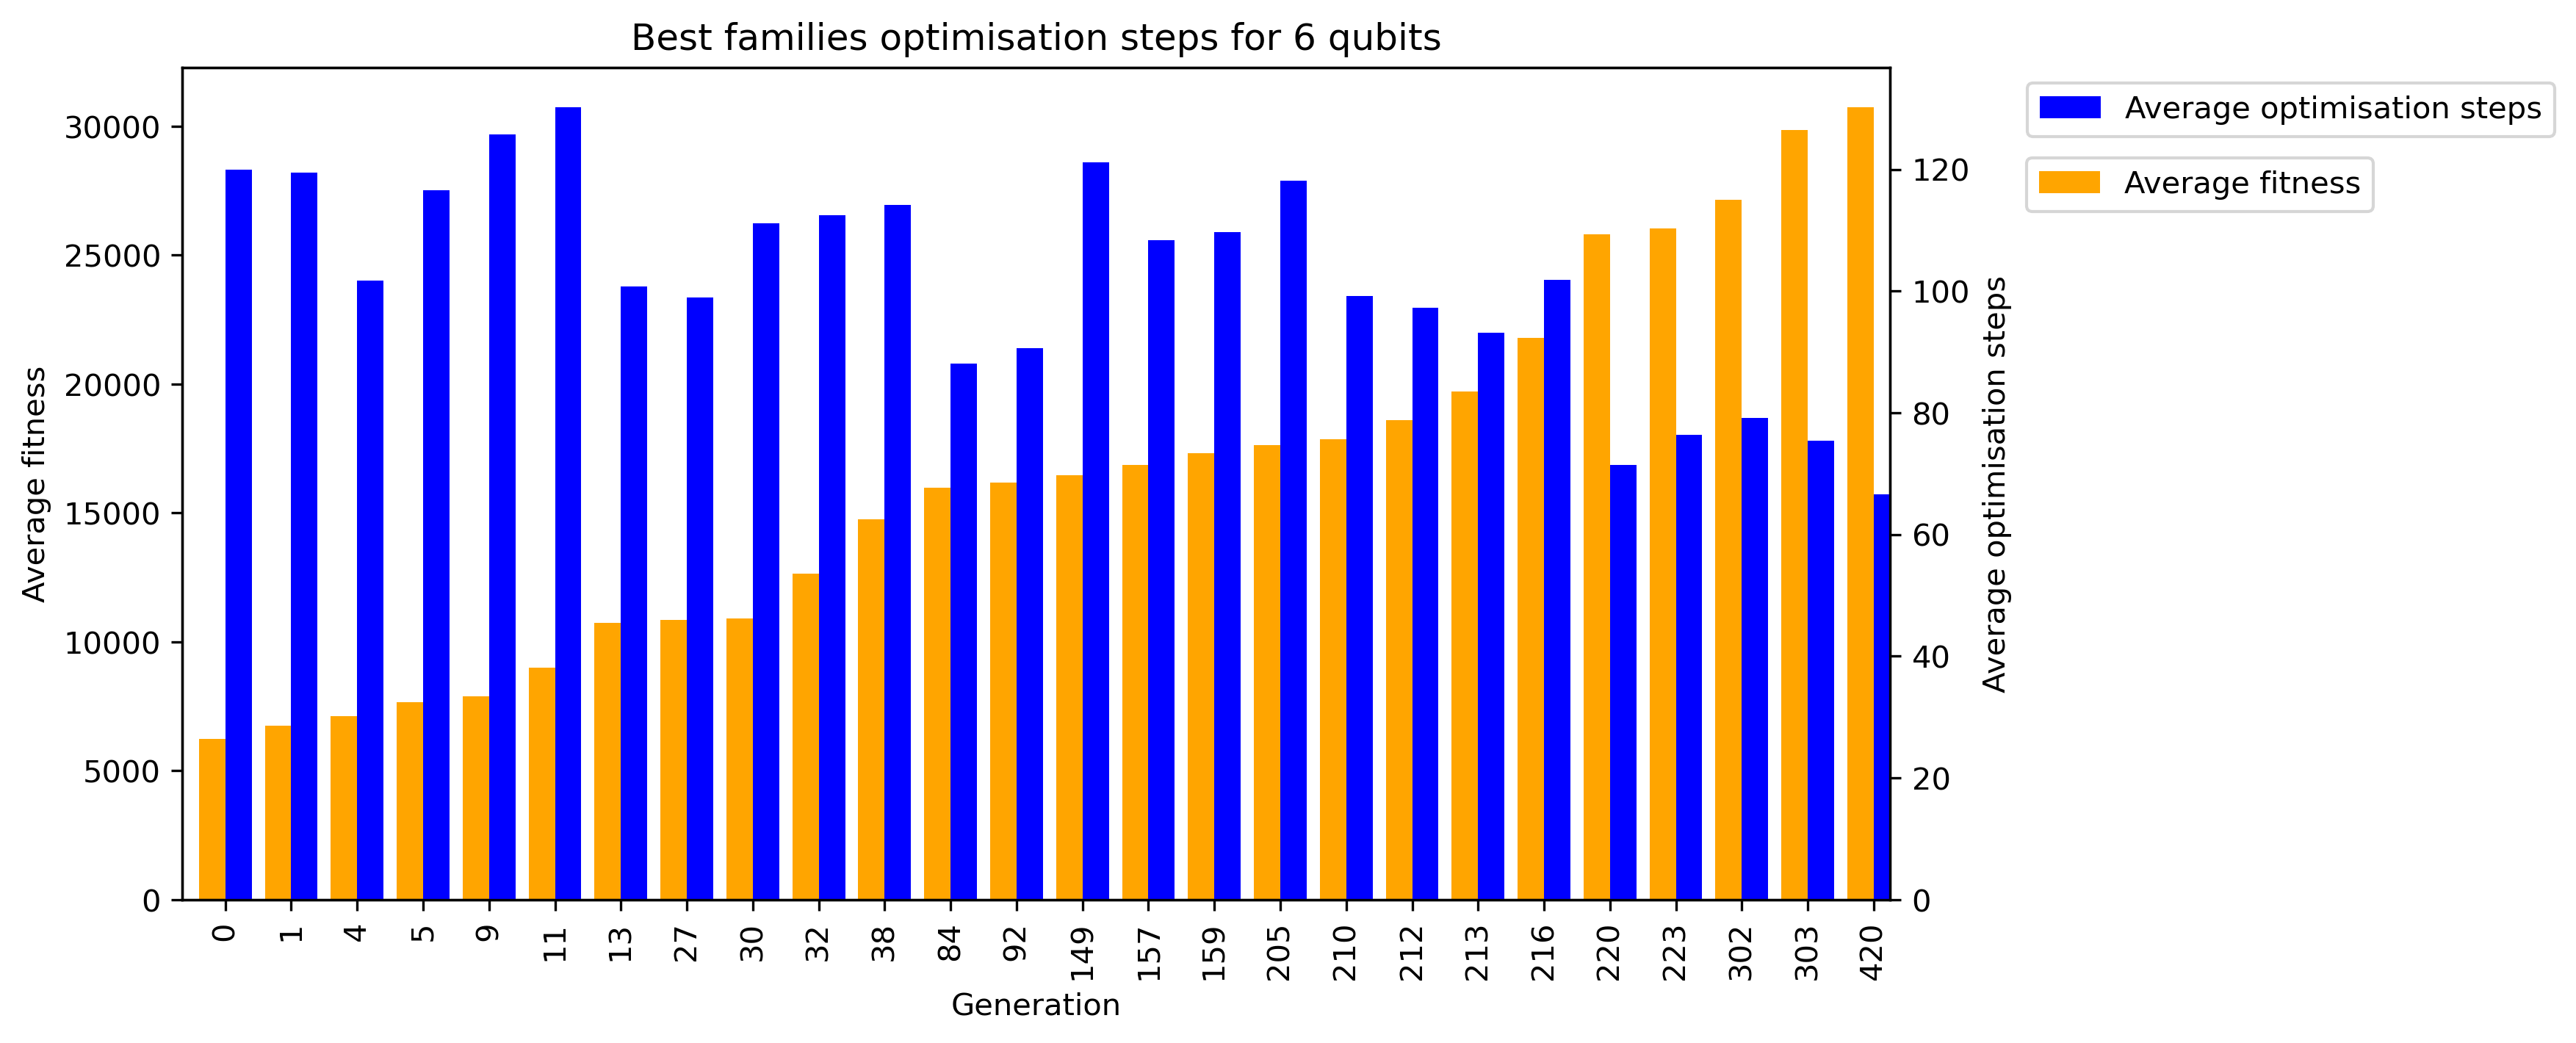 Best families optimisation steps for 6 qubits
Average optimisation steps
Average fitness
Average fitness
30000
25000
20000
15000
10000
5000
0
120
100
80
60
40
20
0
Average optimisation steps
0 1 4 5 9 11 13 27 30 32 38 84 92 149 157 159 205 210 212 213 216 220 223 302 303 420
Generation